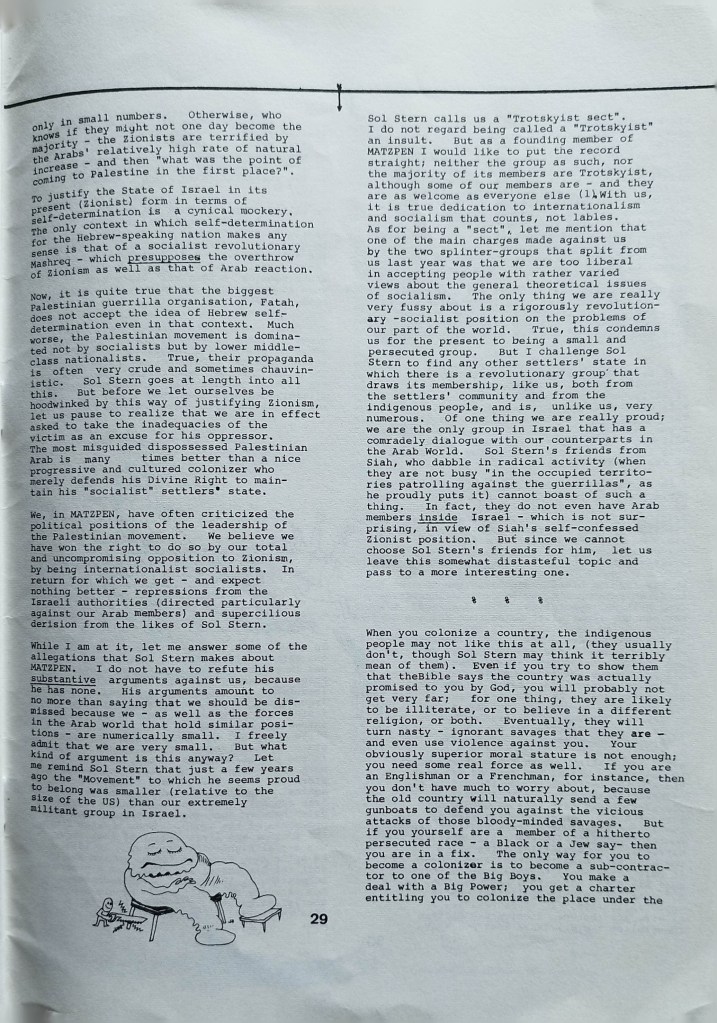 only in small numbers. Otherwise, who
knows if they might not one day become the
majority - the Zionists are terrified by
the Arabs' relatively high rate of natural
increase - and then "what was the point of
coming to Palestine in the first place?".
To justify the State of Israel in its
present (Zionist) form in terms of
self-determination is a cynical mockery.
The only context in which self-determination
for the Hebrew-speaking nation makes any
sense is that of a socialist revolutionary
Mashreq - which presupposes the overthrow
of Zionism as well as that of Arab reaction.
Now, it is quite true that the biggest
Palestinian guerrilla organisation, Fatah,
does not accept the idea of Hebrew self-
determination even in that context. Much
worse, the Palestinian movement is domina-
ted not by socialists but by lower middle-
class nationalists. True, their propaganda
is often very crude and sometimes chauvin-
istic. Sol Stern goes at length into all
this. But before we let ourselves be
hoodwinked by this way of justifying Zionism,
let us pause to realize that we are in effect
asked to take the inadequacies of the
victim as an excuse for his oppressor.
The most misguided dispossessed Palestinian
Arab is many times better than a nice
progressive and cultured colonizer who
merely defends his Divine Right to main-
tain his "socialist" settlers' state.
We, in MATZPEN, have often criticized the
political positions of the leadership of
the Palestinian movement. We believe we
have won the right to do so by our total
and uncompromising opposition to Zionism,
by being internationalist socialists. In
return for which we get - and expect
nothing better - repressions from the
Israeli authorities (directed particularly
against our Arab members) and supercilious
derision from the likes of Sol Stern.
While I am at it, let me answer some of the
allegations that Sol Stern makes about
MATZPEN. I do not have to refute his
substantive arguments against us, because
he has none. His arguments amount to
no more than saying that we should be dis-
missed because we - as well as the forces
in the Arab world that hold similar posi-
tions - are numerically small. I freely
admit that we are very small. But what
kind of argument is this anyway? Let
me remind Sol Stern that just a few years
ago the "Movement" to which he seems proud
to belong was smaller (relative to the
size of the US) than our extremely
militant group in Israel.
Sol Stern calls us a "Trotskyist sect".
I do not regard being called a "Trotskyist"
an insult. But as a founding member of
MATZPEN I would like to put the record
straight; neither the group as such, nor
the majority of its members are Trotskyist,
although some of our members are - and they
are as welcome as everyone else (1). With us,
it is true dedication to internationalism
and socialism that counts, not lables.
As for being a "sect", let me mention that
one of the main charges made against us
by the two splinter-groups that split from
us last year was that we are too liberal
in accepting people with rather varied
views about the general theoretical issues
of socialism. The only thing we are really
very fussy about is a rigorously revolution-
ary -socialist position on the problems of
our part of the world. True, this condemns
us for the present to being a small and
persecuted group. But I challenge Sol
Stern to find any other settlers' state in
which there is a revolutionary group that
draws its membership, like us, both from
the settlers' community and from the
indigenous people, and is, unlike us, very
numerous. Of one thing we are really proud;
we are the only group in Israel that has a
comradely dialogue with our counterparts in
the Arab World. Sol Stern's friends from
Siah, who dabble in radical activity (when
they are not busy "in the occupied territo-
ries patrolling against the guerrillas", as
he proudly puts it) cannot boast of such a
thing. In fact, they do not even have Arab
members inside Israel - which is not sur-
prising, in view of Siah's self-confessed
Zionist position. But since we cannot
choose Sol Stern's friends for him, let us
leave this somewhat distasteful topic and
pass to a more interesting one.
% % %
When you colonize a country, the indigenous
people may not like this at all, (they usually
don't, though Sol Stern may think it terribly
mean of them). Even if you try to show them
that theBible says the country was actually
promised to you by God, you will probably not
get very far; for one thing, they are likely
to be illiterate, or to believe in a different
religion, or both. Eventually, they will
turn nasty - ignorant savages that they are -
and even use violence against you. Your
obviously superior moral stature is not enough;
you need some real force as well. If you are
an Englishman or a Frenchman, for instance, then
you don't have much to worry about, because
the old country will naturally send a few
gunboats to defend you against the vicious
attacks of those bloody-minded savages. But
if you yourself are a member of a hitherto
persecuted race - a Black or a Jew say- then
you are in a fix. The only way for you to
become a colonizer is to become a sub-contrac-
tor to one of the Big Boys. You make a
deal with a Big Power; you get a charter
entitling you to colonize the place under the
29